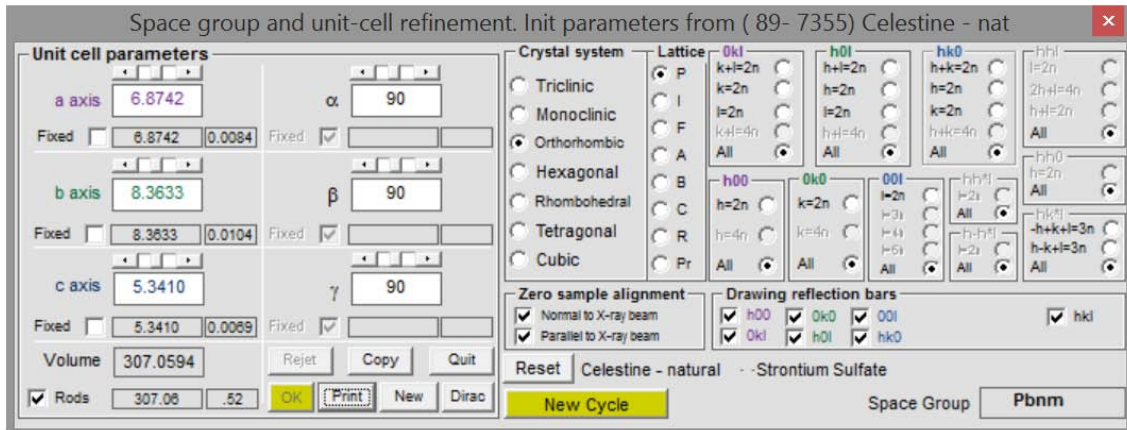 Space group and unit-cell refinement. Init parameters from ( 89- 7355) Celestine - nat
Unit cell parameters
a axis 6.8742 α 90
Fixed 6.8742 0.0084 Fixed
b axis 8.3633 β 90
Fixed 8.3633 0.0104 Fixed
c axis 5.3410 γ 90
Fixed 5.3410 0.0069 Fixed
Volume 307.0594 Rejet Copy Quit
Rods 307.06 .52 OK Print New Dirac
Crystal system
Triclinic
Monoclinic
Orthorhombic
Hexagonal
Rhombohedral
Tetragonal
Cubic
Lattice
P
I
F
A
B
C
R
Pr
0kl
k+l=2n
k=2n
l=2n
k+l=4n
All
h0l
h+l=2n
h=2n
l=2n
h+l=4n
All
hk0
h+k=2n
h=2n
k=2n
h+k=4n
All
hhl
l=2n
2h+l=4n
h+l=2n
All
h00
h=2n
h=4n
All
0k0
k=2n
k=4n
All
00l
l=2n
All
All
All
hh0
h=2n
All
-h+k+l=3n
h-k+l=3n
All
Zero sample alignment
Normal to X-ray beam
Parallel to X-ray beam
Drawing reflection bars
h00 0k0 00l hkl
0kl h0l hk0
Reset Celestine - natural - -Strontium Sulfate
New Cycle Space Group Pbnm